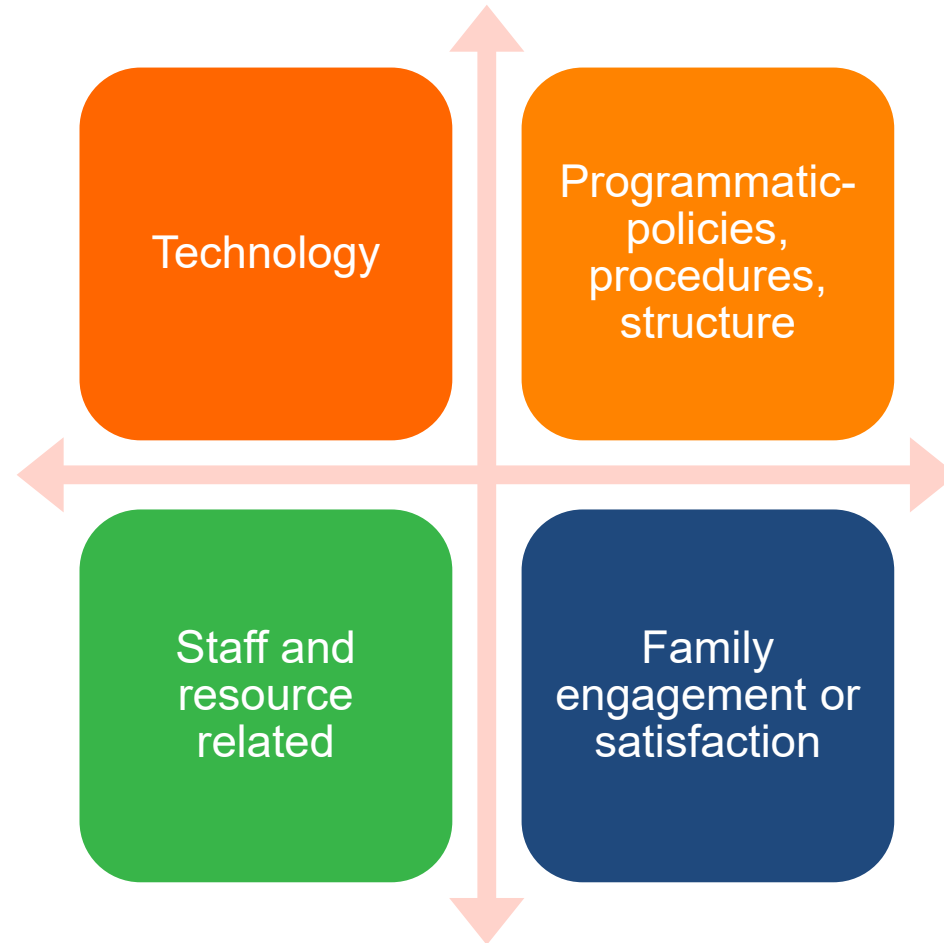 Technology
Programmatic-
policies,
procedures,
structure
Staff and
resource
related
Family
engagement or
satisfaction